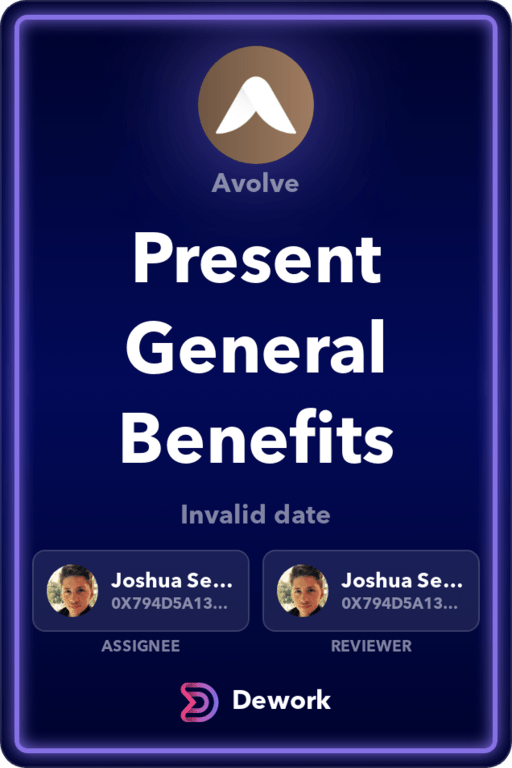 Avolve
Present
General
Benefits
Invalid date
Joshua Se...
0X794D5A13...
ASSIGNEE
Joshua Se...
0X794D5A13...
REVIEWER
Dework